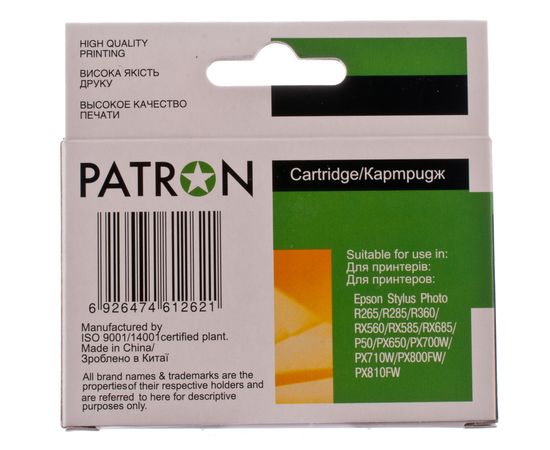 HIGH QUALITY
PRINTING
ВИСОКА ЯКІСТЬ
ДРУКУ
ВЫСОКОЕ КАЧЕСТВО
ПЕЧАТИ
PATRON
Cartridge/Картридж
6 926474 612621
Manufactured by
ISO 9001/14001certified plant.
Made in China/
Зроблено в Китаї
All brand names & trademarks are the
propertiesof their respective holders and
are referred to here for descriptive
purposes only.
Suitable for use in:
Для принтерів:
Для принтеров:
Epson Stylus Photo
R265/R285/R360/
RX560/RX585/RX685/
P50/PX650/PX700W/
PX710W/PX800FW/
PX810FW